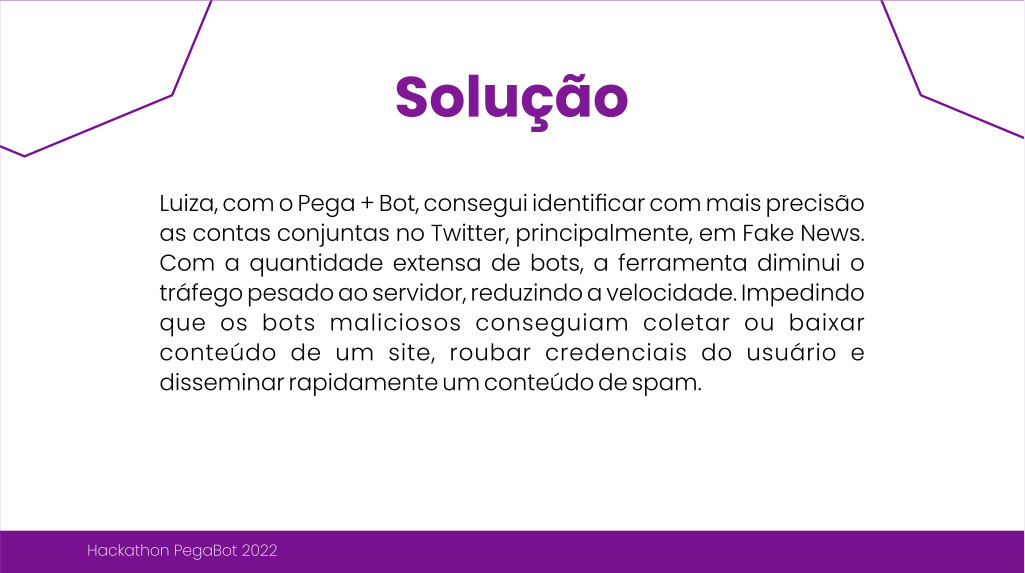 Solução
Luiza, com o Pega + Bot, consegui identificar com mais precisão
as contas conjuntas no Twitter, principalmente, em Fake News.
Com a quantidade extensa de bots, a ferramenta diminui o
tráfego pesado ao servidor, reduzindo a velocidade. Impedindo
que os bots maliciosos conseguiam coletar ou baixar
conteúdo de um site, roubar credenciais do usuário e
disseminar rapidamente um conteúdo de spam.
Hackathon PegaBot 2022